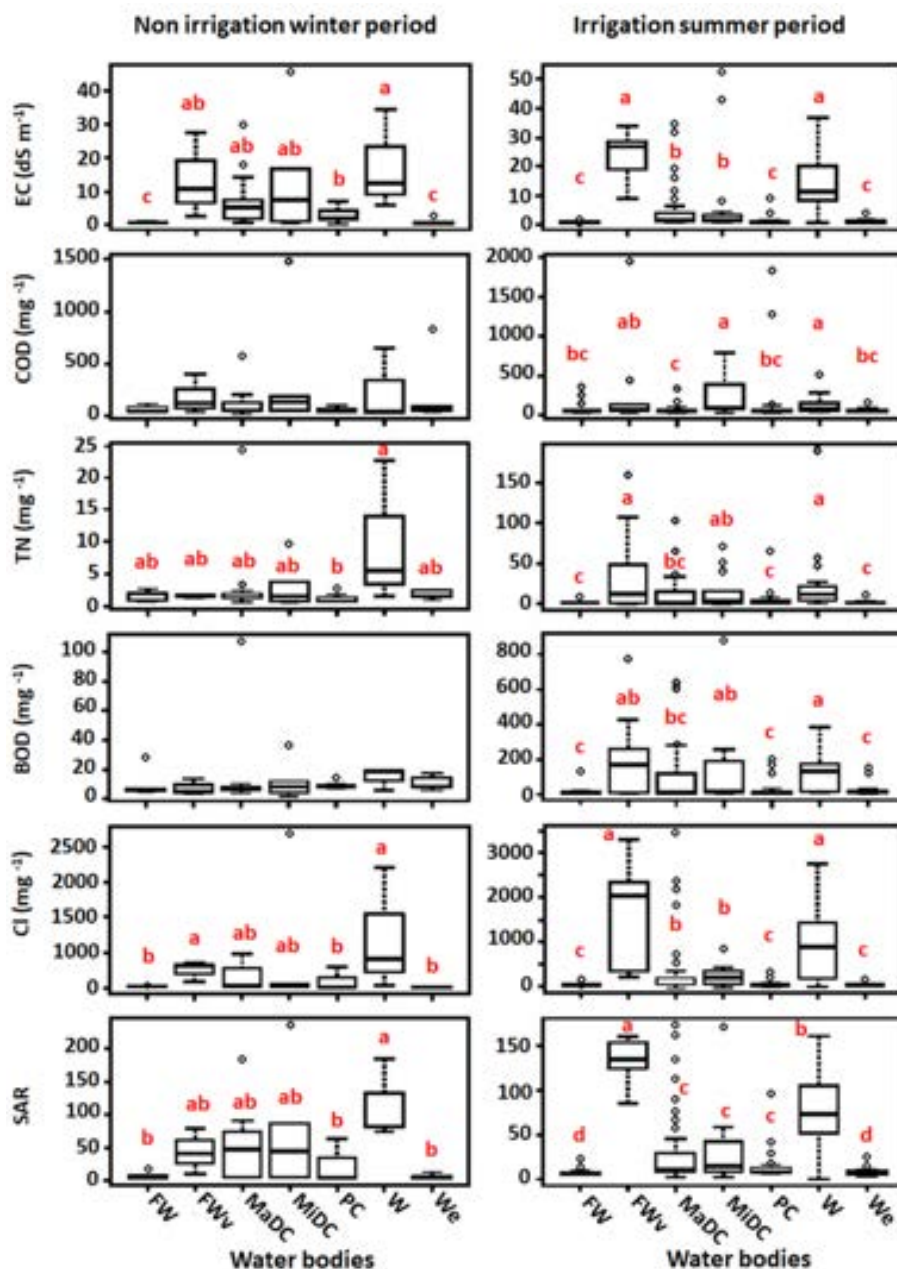 Non irrigation winter period
Irrigation summer period
EC (dS m⁻¹)
40
30
20
10
0
c
ab
ab
ab
b
a
c
50
40
30
20
10
0
c
a
b
b
c
a
c
COD (mg ⁻¹)
1500
1000
500
0
2000
1500
1000
500
0
bc
ab
c
a
bc
a
bc
TN (mg ⁻¹)
25
20
15
10
5
0
ab
ab
ab
ab
b
a
ab
150
100
50
0
c
a
bc
ab
c
a
c
BOD (mg ⁻¹)
100
80
60
40
20
0
800
600
400
200
0
c
ab
bc
ab
c
a
c
Cl (mg ⁻¹)
2500
2000
1500
1000
0
b
a
ab
ab
b
a
b
3000
2000
1000
0
c
a
b
b
c
a
c
SAR
200
150
100
50
0
b
ab
ab
ab
b
a
b
150
100
50
0
d
a
c
c
c
b
d
FW
FWv
MaDC
MiDC
PC
W
We
FW
FWv
MaDC
MiDC
PC
W
We
Water bodies
Water bodies